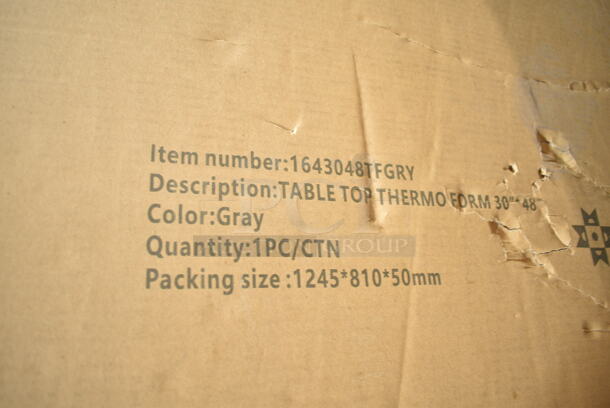 Item number:1643048TFGRY
Description:TABLE TOP THERMO FORM 30"*48"
Color:Gray
Quantity:1PC/CTN
Packing size :1245*810*50mm
GROUP